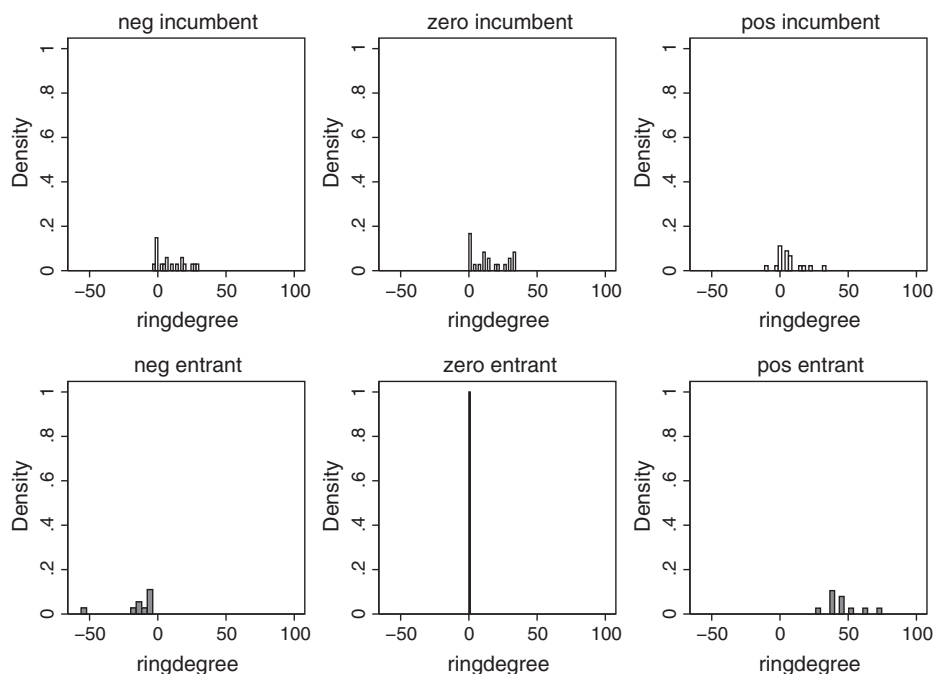 neg incumbent
zero incumbent
pos incumbent
Density
0 .2 .4 .6 .8 1
−50 0 50 100
ringdegree
Density
0 .2 .4 .6 .8 1
−50 0 50 100
ringdegree
Density
0 .2 .4 .6 .8 1
−50 0 50 100
ringdegree
neg entrant
zero entrant
pos entrant
Density
0 .2 .4 .6 .8 1
−50 0 50 100
ringdegree
Density
0 .2 .4 .6 .8 1
−50 0 50 100
ringdegree
Density
0 .2 .4 .6 .8 1
−50 0 50 100
ringdegree